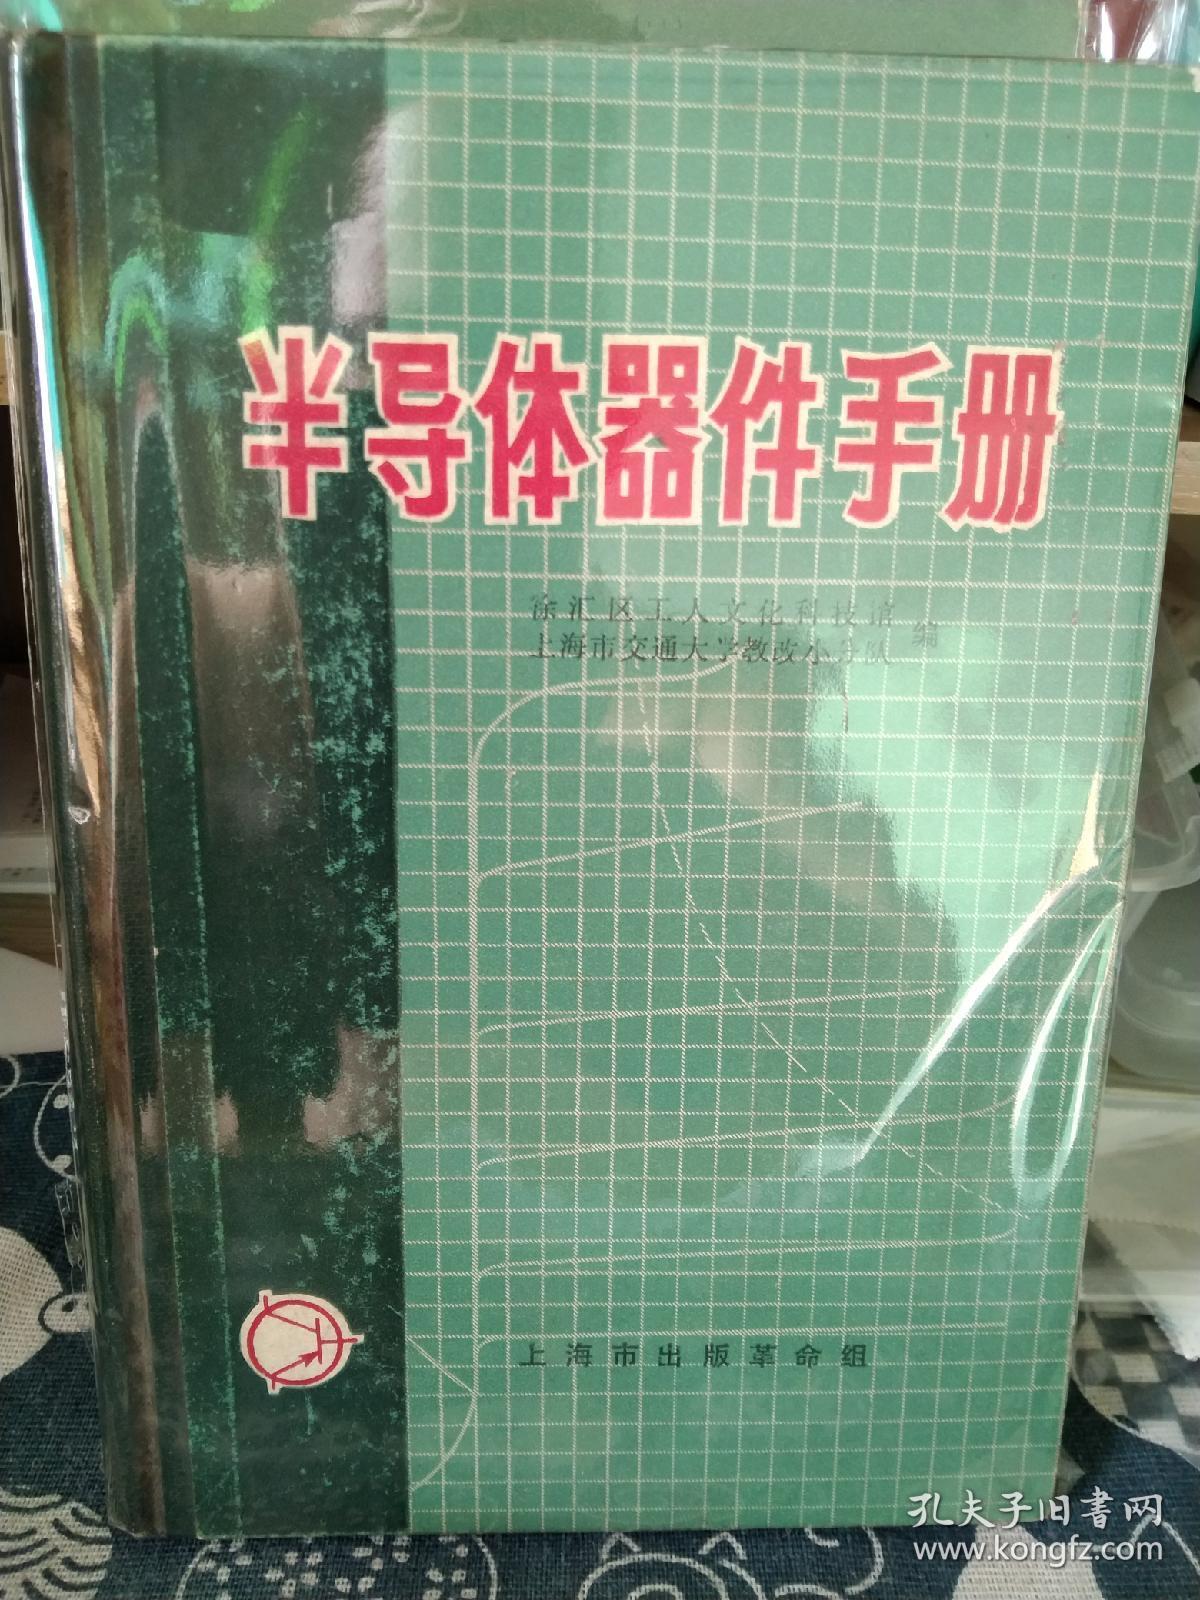 半导体器件手册
徐汇区工人文化科技馆
上海市交通大学教改小分队
编
上海市出版革命组
孔夫子旧書网
www.kongfz.com